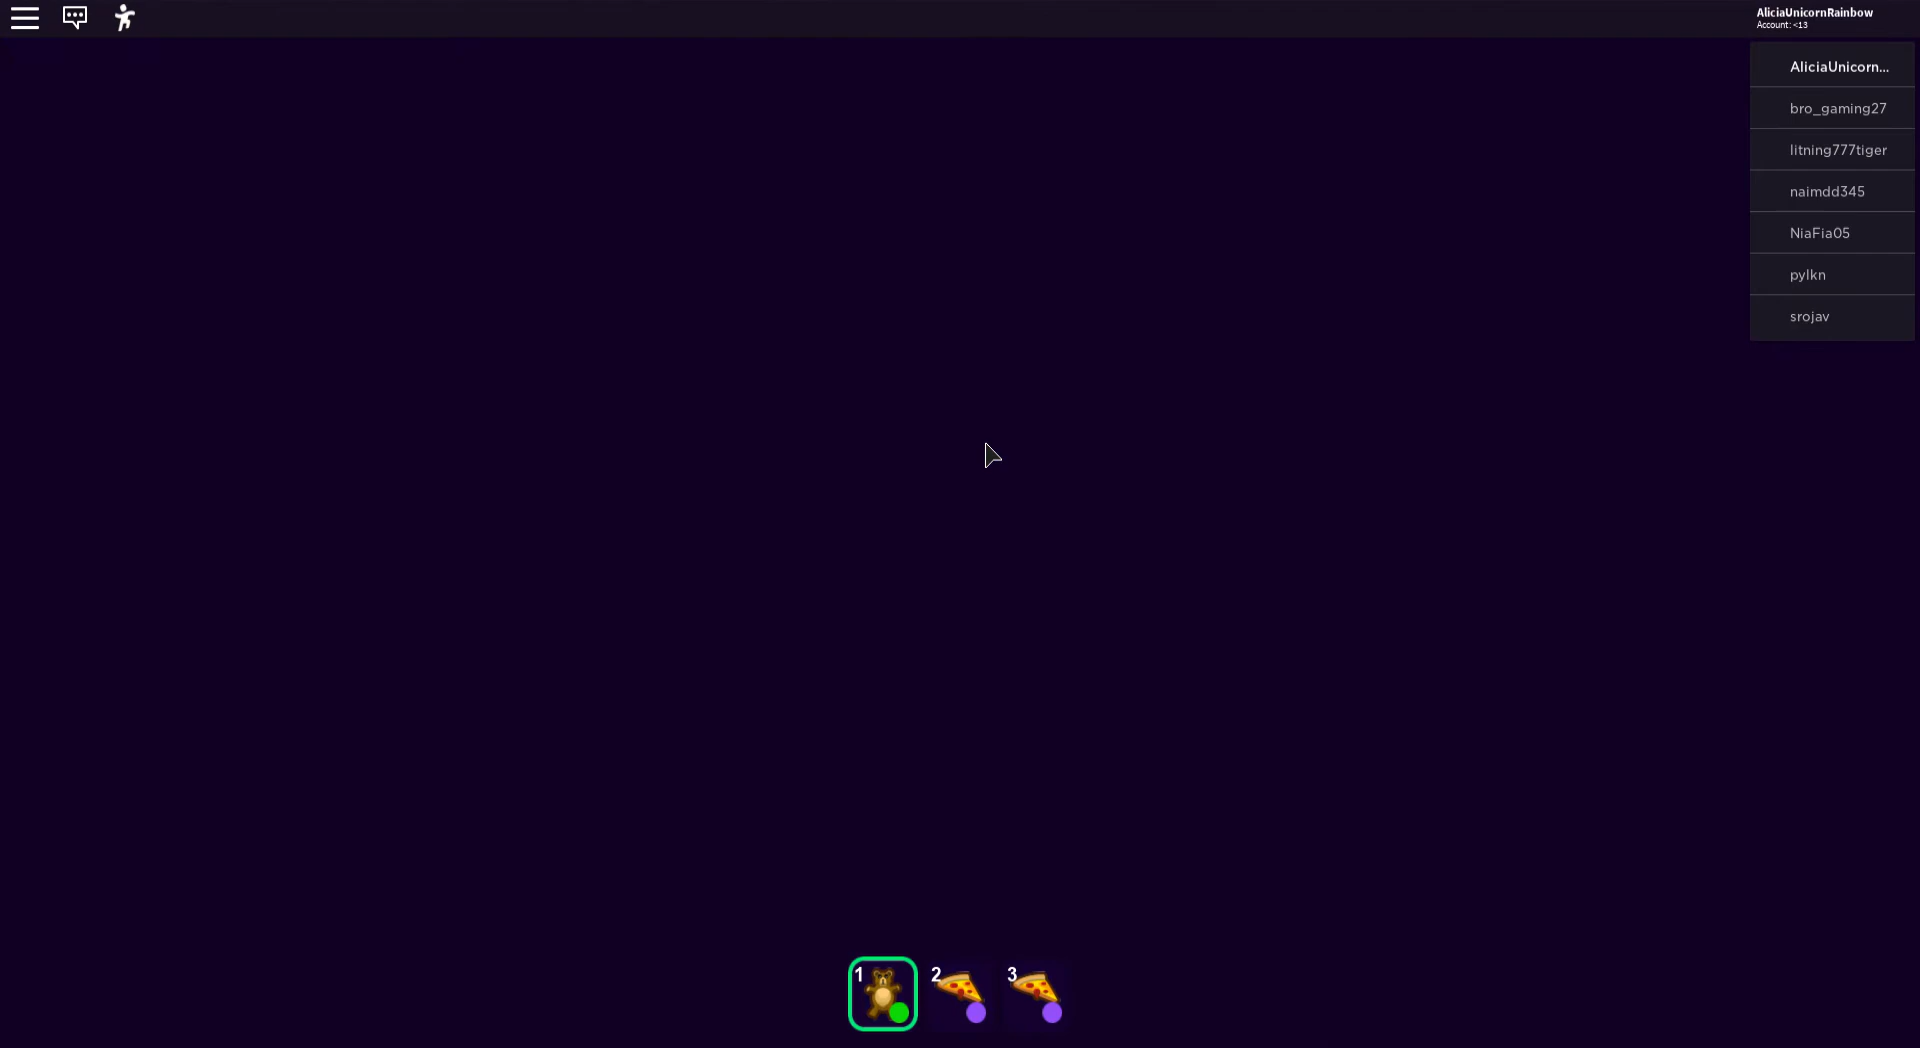 AliciaUnicornRainbow
Account: <13
AliciaUnicorn...
bro_gaming27
litning777tiger
naimdd345
NiaFia05
pylkn
srojav
1 2 3